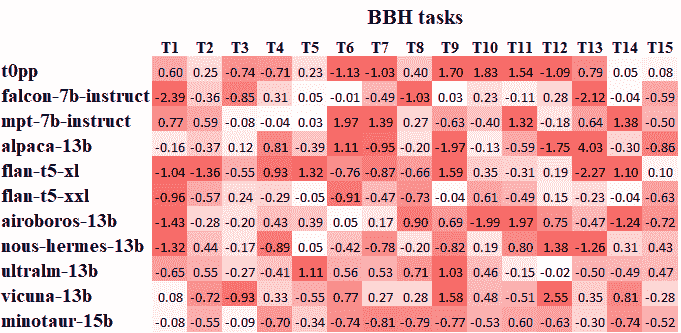 BBH tasks
T1 T2 T3 T4 T5 T6 T7 T8 T9 T10 T11 T12 T13 T14 T15
t0pp 0.60 0.25 -0.74 -0.71 0.23 -1.13 -1.03 0.40 1.70 1.83 1.54 -1.09 0.79 0.05 0.08
falcon-7b-instruct -2.39 -0.36 -0.85 0.31 0.05 -0.01 -0.49 -1.03 0.03 0.23 -0.11 0.28 -2.12 -0.04 -0.59
mpt-7b-instruct 0.77 0.59 -0.08 -0.04 0.03 1.97 1.39 0.27 -0.63 -0.40 1.32 -0.18 0.64 1.38 -0.50
alpaca-13b -0.16 -0.37 0.12 0.81 -0.39 1.11 -0.95 -0.20 -1.97 -0.13 -0.59 -1.75 4.03 -0.30 -0.86
flan-t5-xl -1.04 -1.36 -0.55 0.93 1.32 -0.76 -0.87 -0.66 1.59 0.35 -0.31 0.19 -2.27 1.10 0.10
flan-t5-xxl -0.96 -0.57 0.24 -0.29 -0.05 -0.91 -0.47 -0.73 -0.04 0.61 -0.49 0.15 -0.23 -0.04 -0.63
airoboros-13b -1.43 -0.28 -0.20 0.43 0.39 0.05 0.17 0.90 0.69 -1.99 1.97 0.75 -0.47 -1.24 -0.72
nous-hermes-13b -1.32 0.44 -0.17 -0.89 0.05 -0.42 -0.78 -0.20 -0.82 0.19 0.80 1.38 -1.26 0.31 0.43
ultralm-13b -0.65 0.55 -0.27 -0.41 1.11 0.56 0.53 0.71 1.03 0.46 -0.15 -0.02 -0.50 -0.49 0.47
vicuna-13b 0.08 -0.72 -0.93 0.33 -0.55 0.77 0.27 0.28 1.58 0.48 -0.51 2.55 0.35 0.81 -0.28
minotaur-15b -0.08 -0.55 -0.09 -0.70 -0.34 -0.74 -0.81 -0.79 -0.77 -0.53 0.60 -0.63 -0.30 -0.74 -0.52